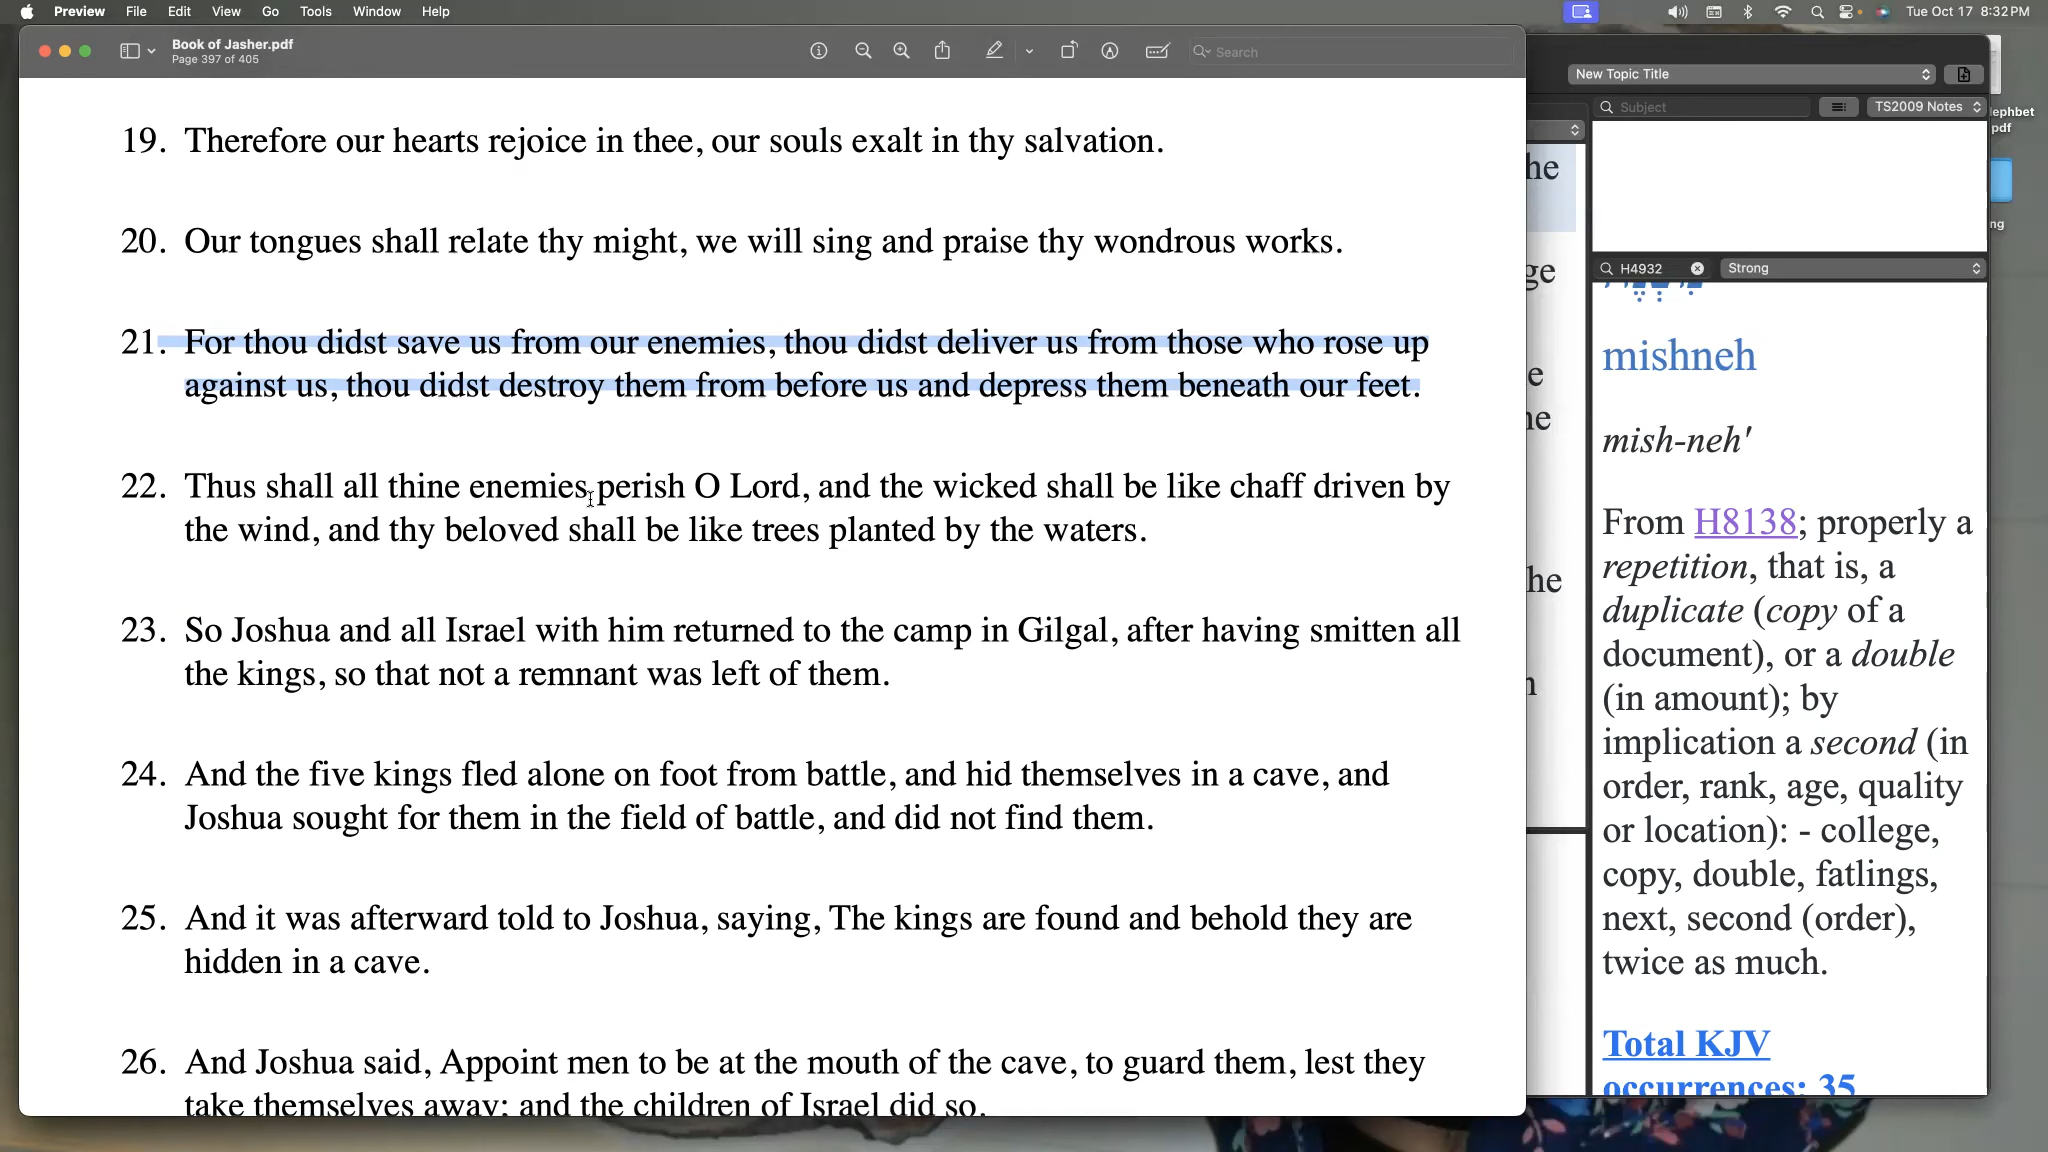 Preview File Edit View Go Tools Window Help
Tue Oct 17 8:32 PM
Book of Jasher.pdf
Page 397 of 405
Search
19. Therefore our hearts rejoice in thee, our souls exalt in thy salvation.
20. Our tongues shall relate thy might, we will sing and praise thy wondrous works.
21. For thou didst save us from our enemies, thou didst deliver us from those who rose up
against us, thou didst destroy them from before us and depress them beneath our feet.
22. Thus shall all thine enemies perish O Lord, and the wicked shall be like chaff driven by
the wind, and thy beloved shall be like trees planted by the waters.
23. So Joshua and all Israel with him returned to the camp in Gilgal, after having smitten all
the kings, so that not a remnant was left of them.
24. And the five kings fled alone on foot from battle, and hid themselves in a cave, and
Joshua sought for them in the field of battle, and did not find them.
25. And it was afterward told to Joshua, saying, The kings are found and behold they are
hidden in a cave.
26. And Joshua said, Appoint men to be at the mouth of the cave, to guard them, lest they
take themselves away; and the children of Israel did so.
New Topic Title
Subject
TS2009 Notes
H4932
Strong
mishneh
mish-neh'
From H8138; properly a
repetition, that is, a
duplicate (copy of a
document), or a double
(in amount); by
implication a second (in
order, rank, age, quality
or location): - college,
copy, double, fatlings,
next, second (order),
twice as much.
Total KJV
occurrences: 35
he
ge
e
he
ephbet
pdf
ng